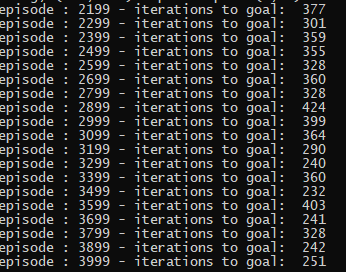 episode : 2199 - iterations to goal:  377
episode : 2299 - iterations to goal:  301
episode : 2399 - iterations to goal:  359
episode : 2499 - iterations to goal:  355
episode : 2599 - iterations to goal:  328
episode : 2699 - iterations to goal:  360
episode : 2799 - iterations to goal:  328
episode : 2899 - iterations to goal:  424
episode : 2999 - iterations to goal:  399
episode : 3099 - iterations to goal:  364
episode : 3199 - iterations to goal:  290
episode : 3299 - iterations to goal:  240
episode : 3399 - iterations to goal:  360
episode : 3499 - iterations to goal:  232
episode : 3599 - iterations to goal:  403
episode : 3699 - iterations to goal:  241
episode : 3799 - iterations to goal:  328
episode : 3899 - iterations to goal:  242
episode : 3999 - iterations to goal:  251